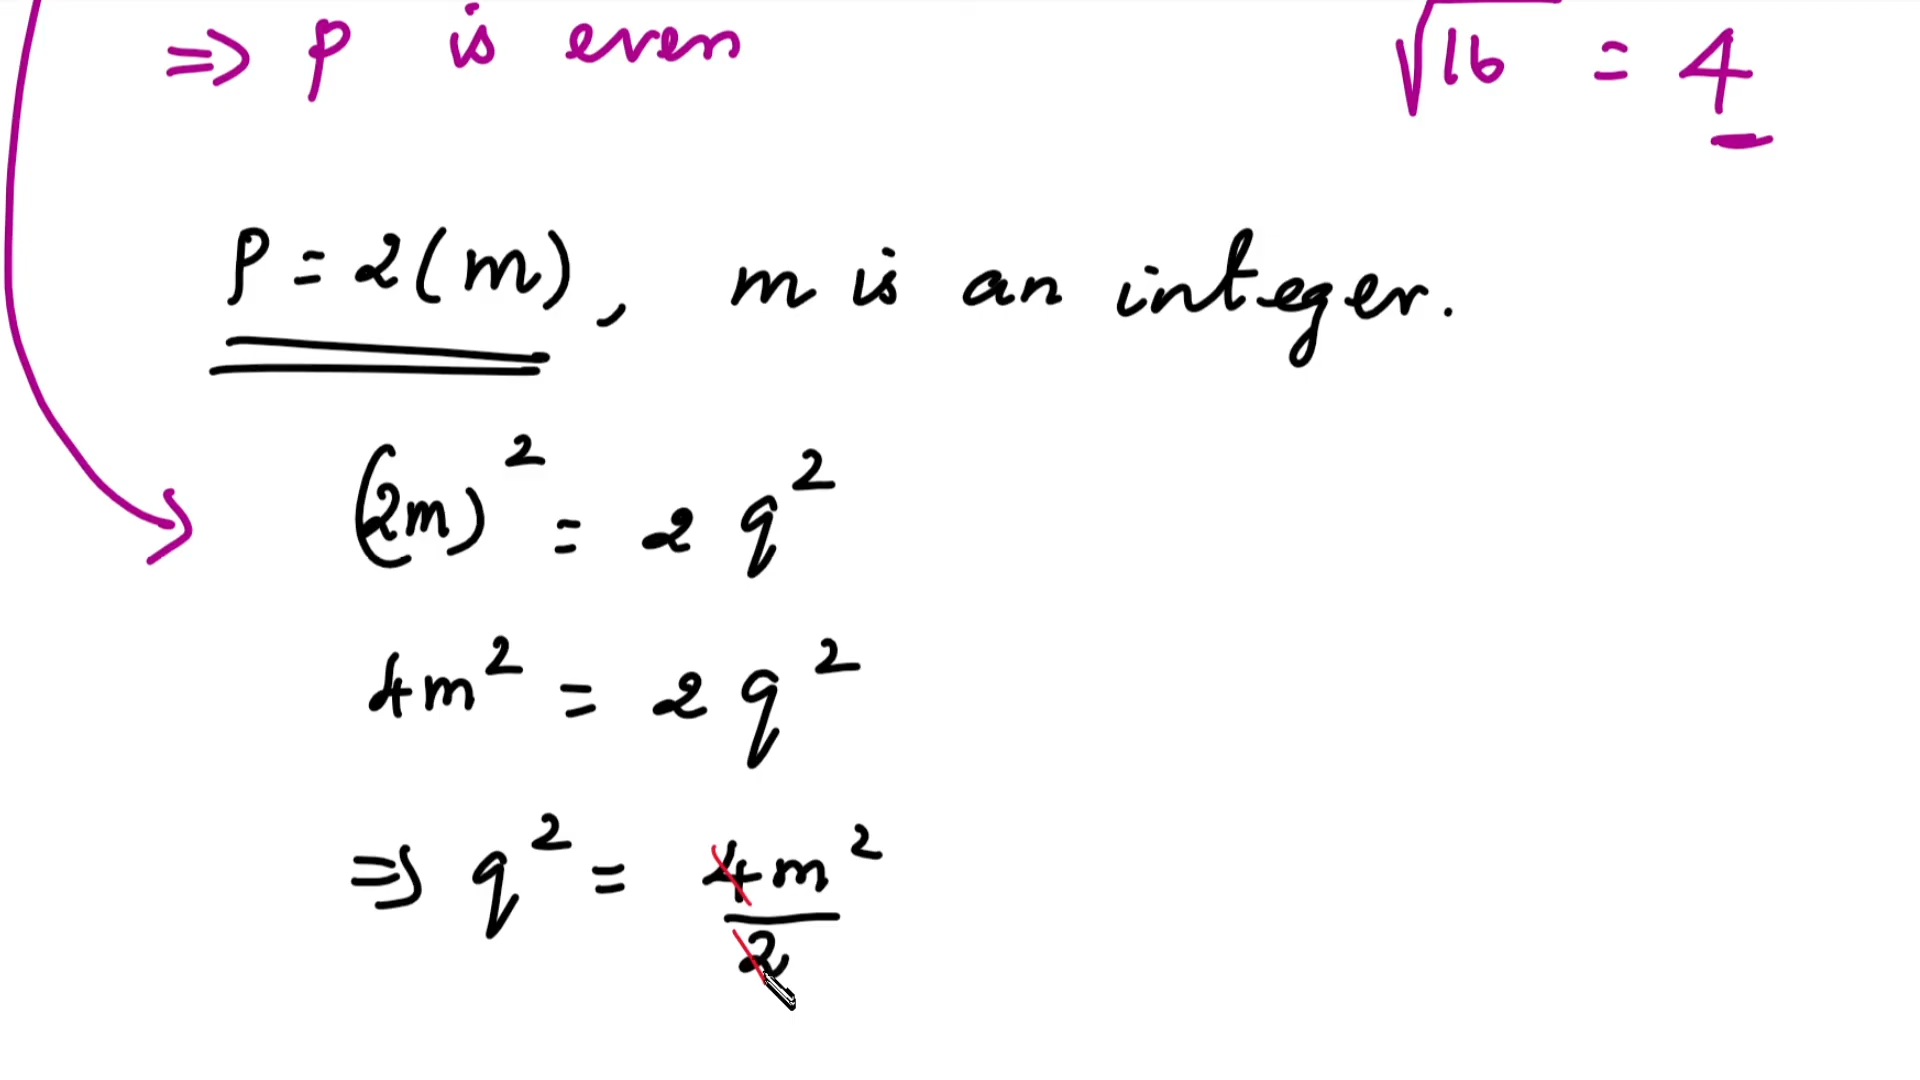 ⇒ p is even
√16 = 4
P = 2(m), m is an integer.
(2m)² = 2q²
4m² = 2q²
⇒ q² = 4m²/2